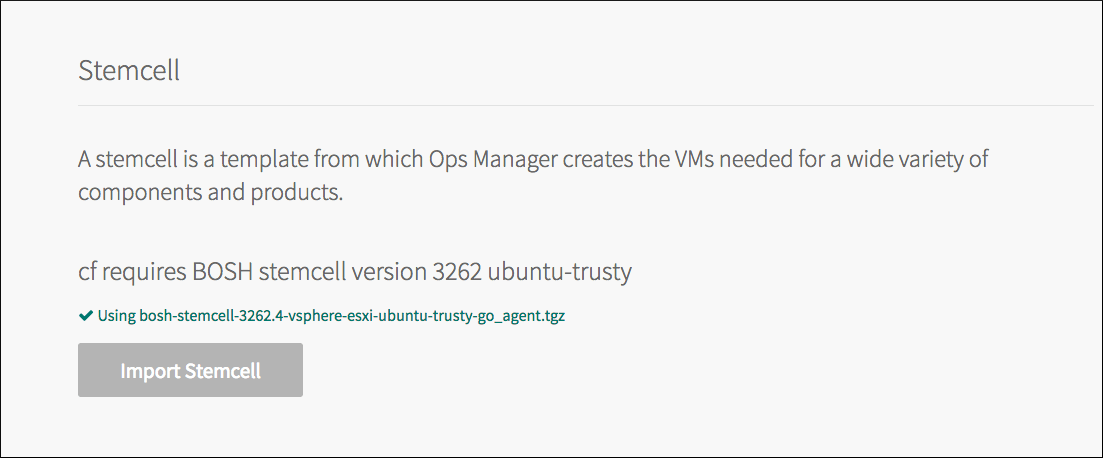 Stemcell
A stemcell is a template from which Ops Manager creates the VMs needed for a wide variety of
components and products.
cf requires BOSH stemcell version 3262 ubuntu-trusty
Using bosh-stemcell-3262.4-vsphere-esxi-ubuntu-trusty-go_agent.tgz
Import Stemcell